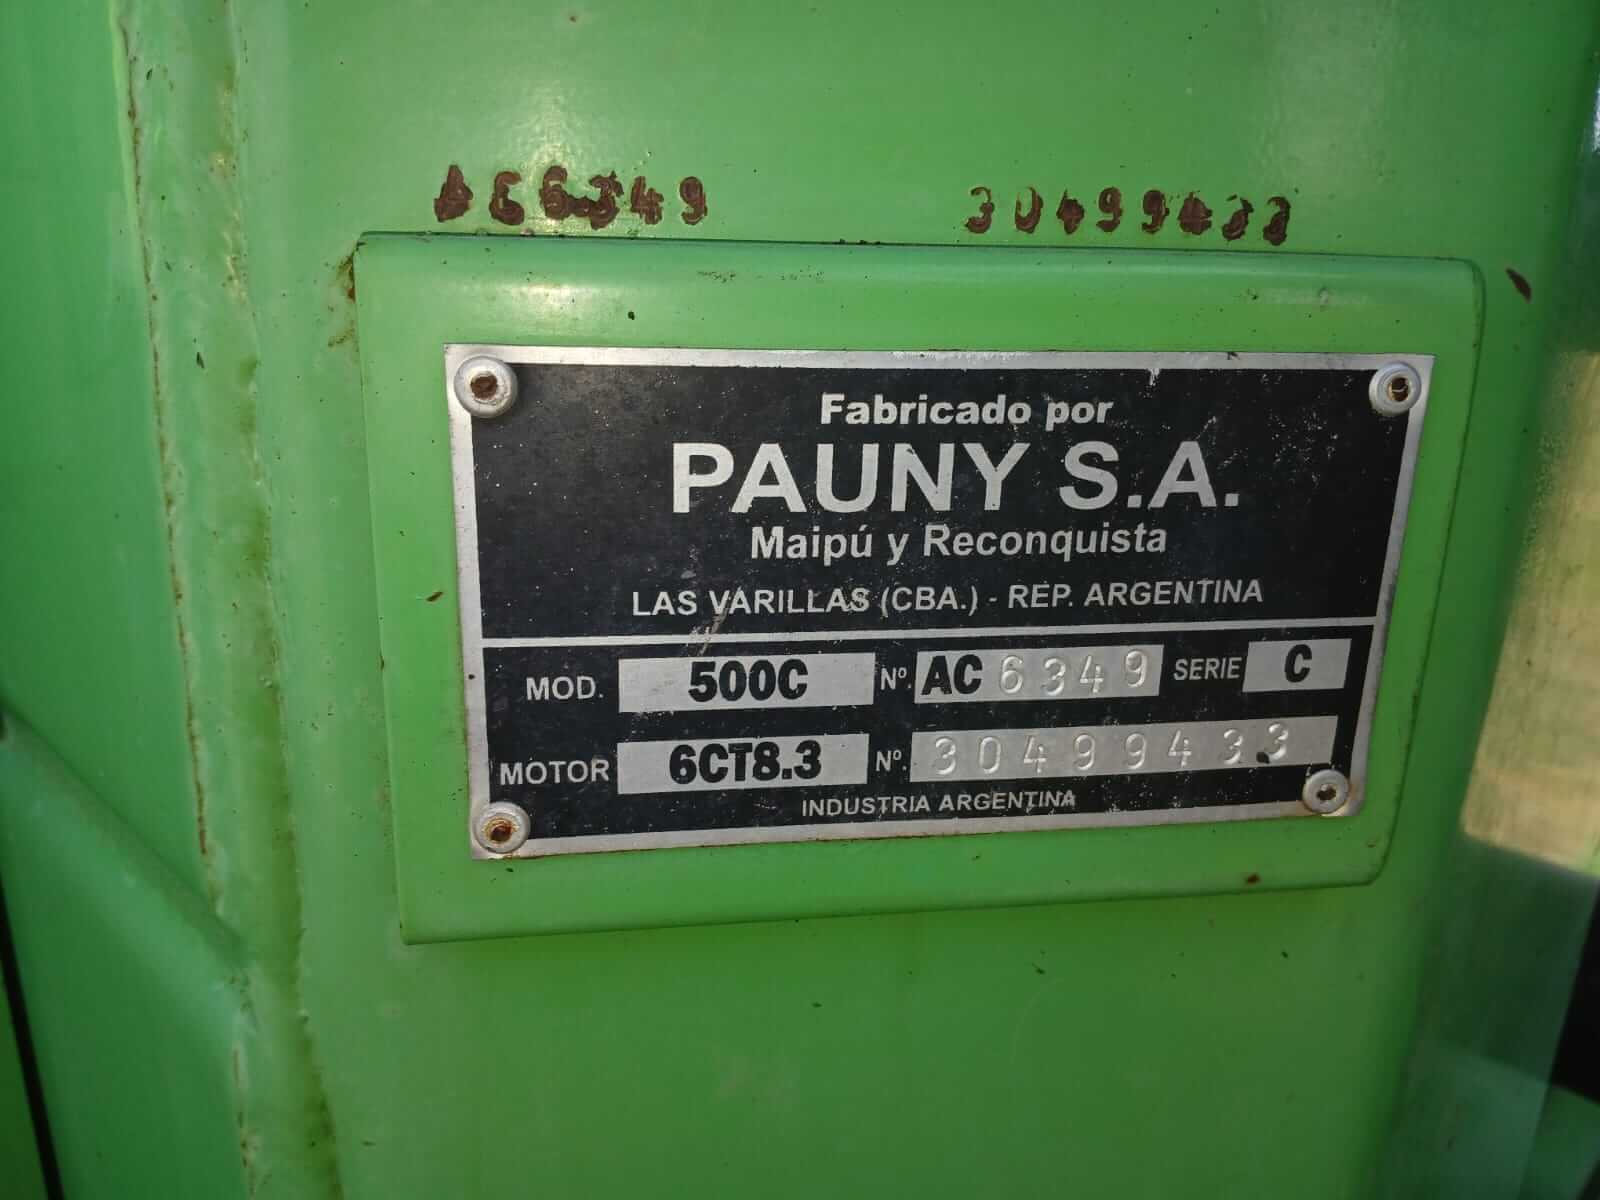 AC6349 30499433
Fabricado por
PAUNY S.A.
Maipú y Reconquista
LAS VARILLAS (CBA.) - REP. ARGENTINA
MOD. 500C Nº. AC 6349 SERIE C
MOTOR 6CT8.3 Nº. 30499433
INDUSTRIA ARGENTINA